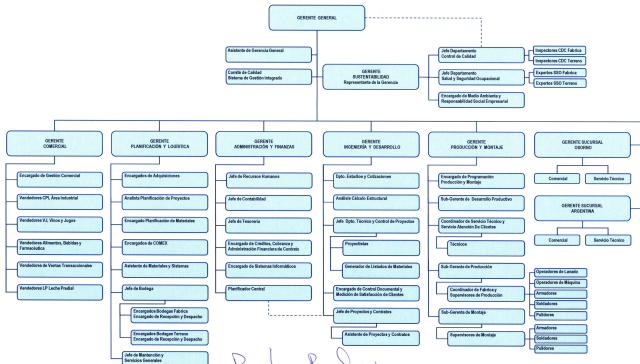 GERENTE GENERAL
Asistente de Gerencia General
Comité de Calidad
Sistema de Gestión Integrado
GERENTE
SUSTENTABILIDAD
Representante de la Gerencia
Jefe Departamento
Control de Calidad
Inspectores CDC Fabrica
Inspectores CDC Terreno
Jefe Departamento
Salud y Seguridad Ocupacional
Expertos SSO Fabrica
Expertos SSO Terreno
Encargado de Medio Ambiente y
Responsabilidad Social Empresarial
GERENTE
COMERCIAL
Encargado de Gestión Comercial
Vendedores CPI, Área Industrial
Vendedores V.I. Vinos y Jugos
Vendedores Alimentos, Bebidas y
Farmacéutica
Vendedores de Ventas Transaccionales
Vendedores LP Leche Predial
GERENTE
PLANIFICACIÓN Y LOGÍSTICA
Encargados de Adquisiciones
Analista Planificación de Proyectos
Encargado Planificación de Materiales
Encargados de COMEX
Asistente de Materiales y Sistemas
Jefe de Bodega
Encargados Bodegas Fabrica
Encargado de Recepción y Despacho
Encargados Bodegas Terreno
Encargado de Recepción y Despacho
Jefe de Mantención y
Servicios Generales
GERENTE
ADMINISTRACIÓN Y FINANZAS
Jefe de Recursos Humanos
Jefe de Contabilidad
Jefe de Tesorería
Encargado de Créditos, Cobranza y
Administración Financiera de Contrato
Encargado de Sistemas Informáticos
Planificador Central
GERENTE
INGENIERÍA Y DESARROLLO
Dpto. Estudios y Cotizaciones
Análisis Cálculo Estructural
Jefe Dpto. Técnico y Control de Proyectos
Proyectistas
Generador de Listados de Materiales
Encargado de Control Documental y
Medición de Satisfacción de Clientes
Jefe de Proyectos y Contratos
Asistente de Proyectos y Contratos
GERENTE
PRODUCCIÓN Y MONTAJE
Encargado de Programación
Producción y Montaje
Sub-Gerente de Desarrollo Productivo
Coordinador de Servicio Técnico y
Servicio Atención De Clientes
Técnicos
Sub-Gerente de Producción
Coordinador de Fabrica y
Supervisores de Producción
Operadores de Lanado
Operadores de Máquina
Armadores
Soldadores
Pulidores
Sub-Gerente de Montaje
Supervisores de Montaje
Armadores
Soldadores
Pulidores
GERENTE SUCURSAL
OSORNO
Comercial
Servicio Técnico
GERENTE SUCURSAL
ARGENTINA
Comercial
Servicio Técnico